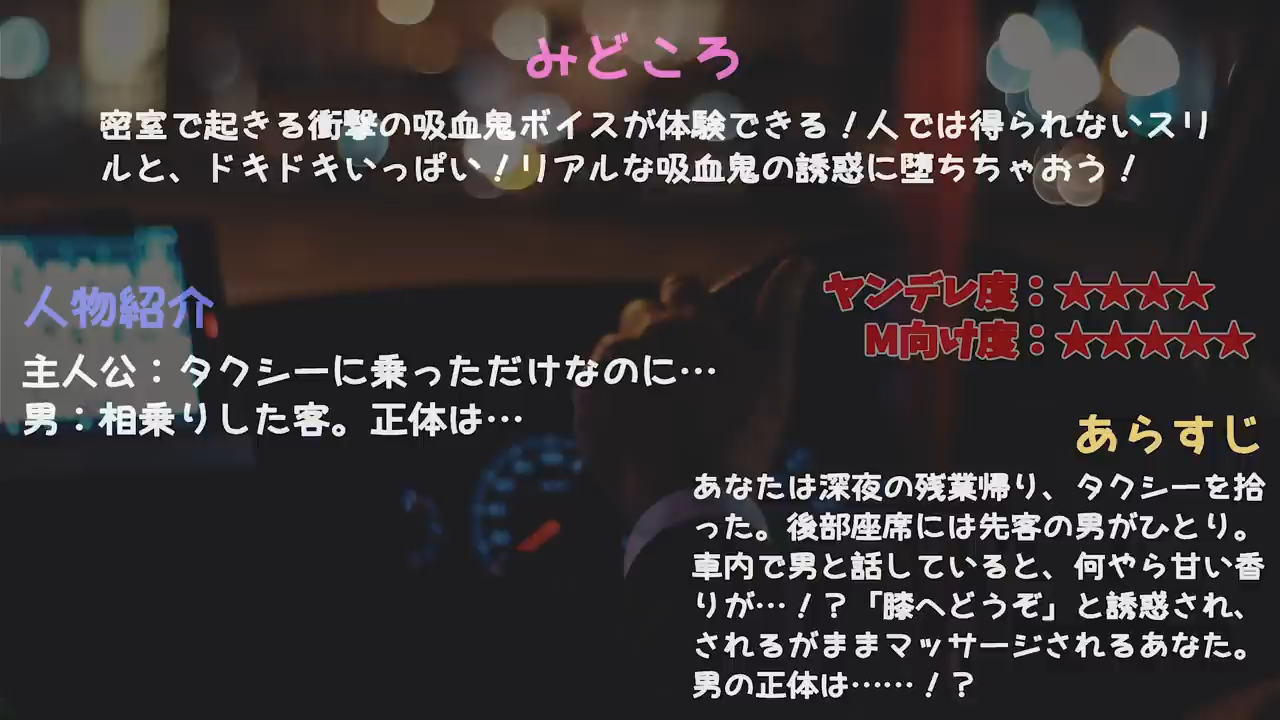 みどころ
密室で起きる衝撃の吸血鬼ボイスが体験できる！人では得られないスリ
ルと、ドキドキいっぱい！リアルな吸血鬼の誘惑に堕ちちゃおう！
人物紹介
主人公：タクシーに乗っただけなのに…
男：相乗りした客。正体は…
ヤンデレ度：★★★★
M向け度：★★★★★
あらすじ
あなたは深夜の残業帰り、タクシーを拾
った。後部座席には先客の男がひとり。
車内で男と話していると、何やら甘い香
りが…！？「膝へどうぞ」と誘惑され、
されるがままマッサージされるあなた。
男の正体は……！？